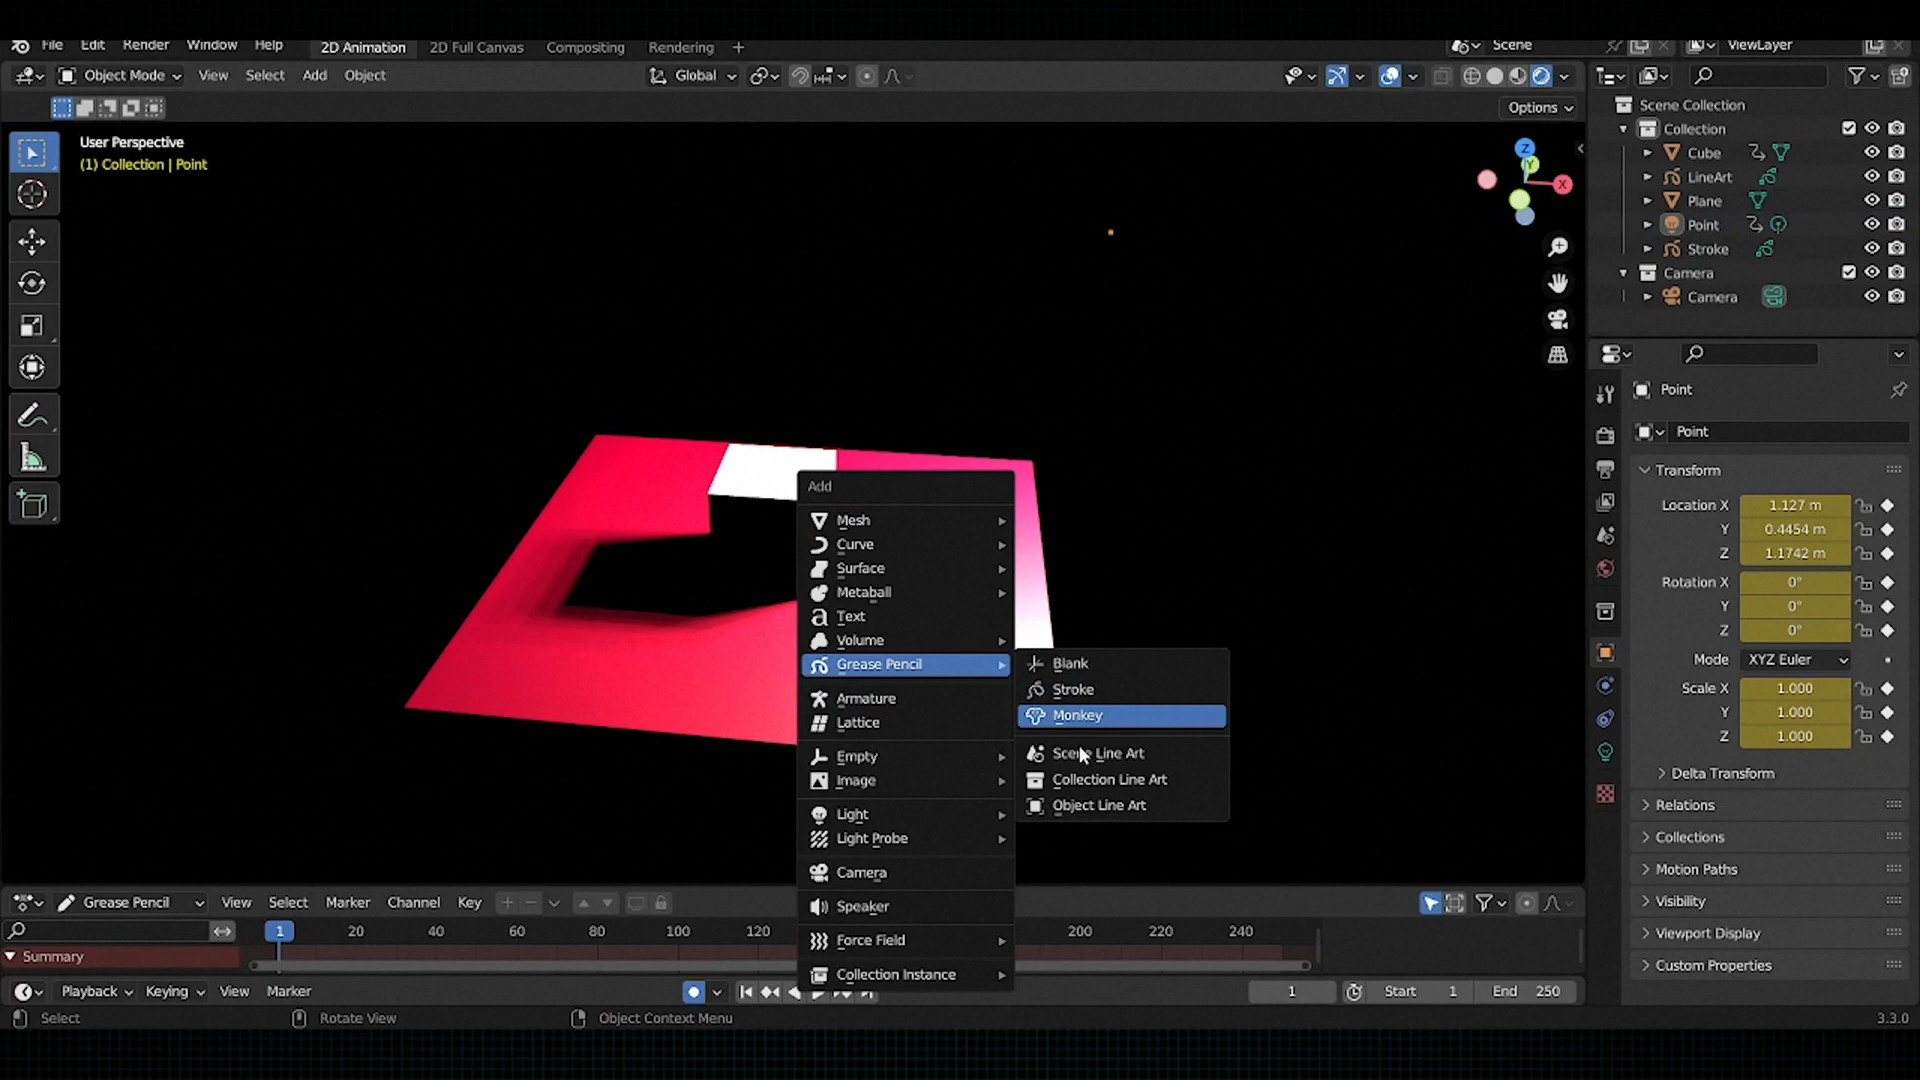 File Edit Render Window Help 2D Animation 2D Full Canvas Compositing Rendering + Scene ViewLayer
Object Mode View Select Add Object Global
Options
User Perspective
(1) Collection | Point
Z
Y
X
Scene Collection
Collection
Cube
LineArt
Plane
Point
Stroke
Camera
Camera
Point
Point
Transform
Location X 1.127 m
Y 0.4454 m
Z 1.1742 m
Rotation X 0°
Y 0°
Z 0°
Mode XYZ Euler
Scale X 1.000
Y 1.000
Z 1.000
Delta Transform
Relations
Collections
Motion Paths
Visibility
Viewport Display
Custom Properties
Add
Mesh
Curve
Surface
Metaball
Text
Volume
Grease Pencil
Armature
Lattice
Empty
Image
Light
Light Probe
Camera
Speaker
Force Field
Collection Instance
Blank
Stroke
Monkey
Scene Line Art
Collection Line Art
Object Line Art
Grease Pencil View Select Marker Channel Key
1 20 40 60 80 100 120 200 220 240
Summary
Playback Keying View Marker 1 Start 1 End 250
Select Rotate View Object Context Menu 3.3.0